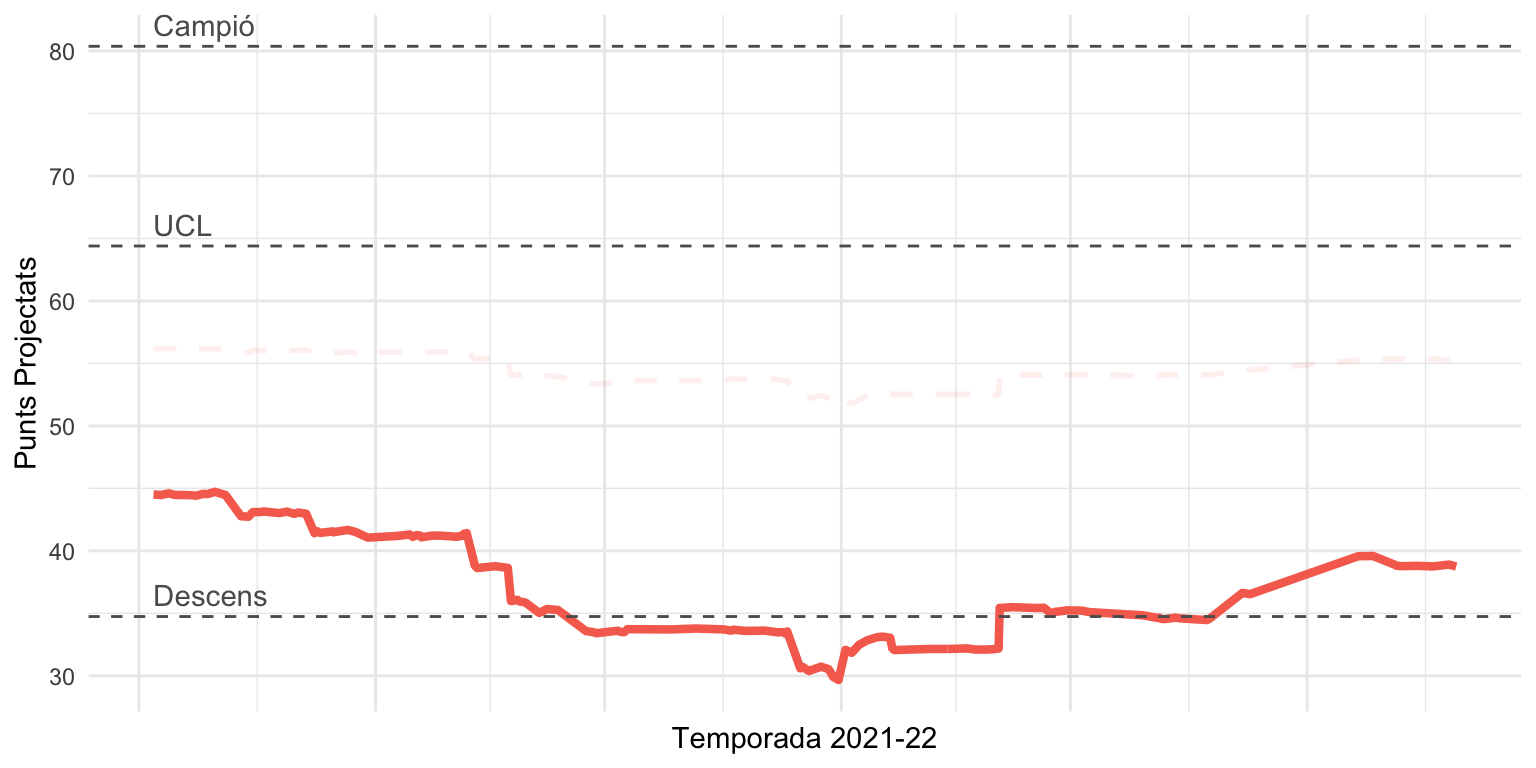 Campió
80
70
UCL
60
50
40
Descens
30
Punts Projectats
Temporada 2021-22